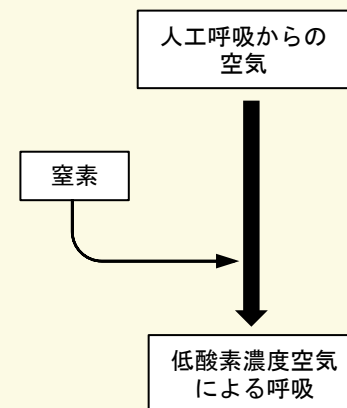 人工呼吸からの
空気
窒素
低酸素濃度空気
による呼吸